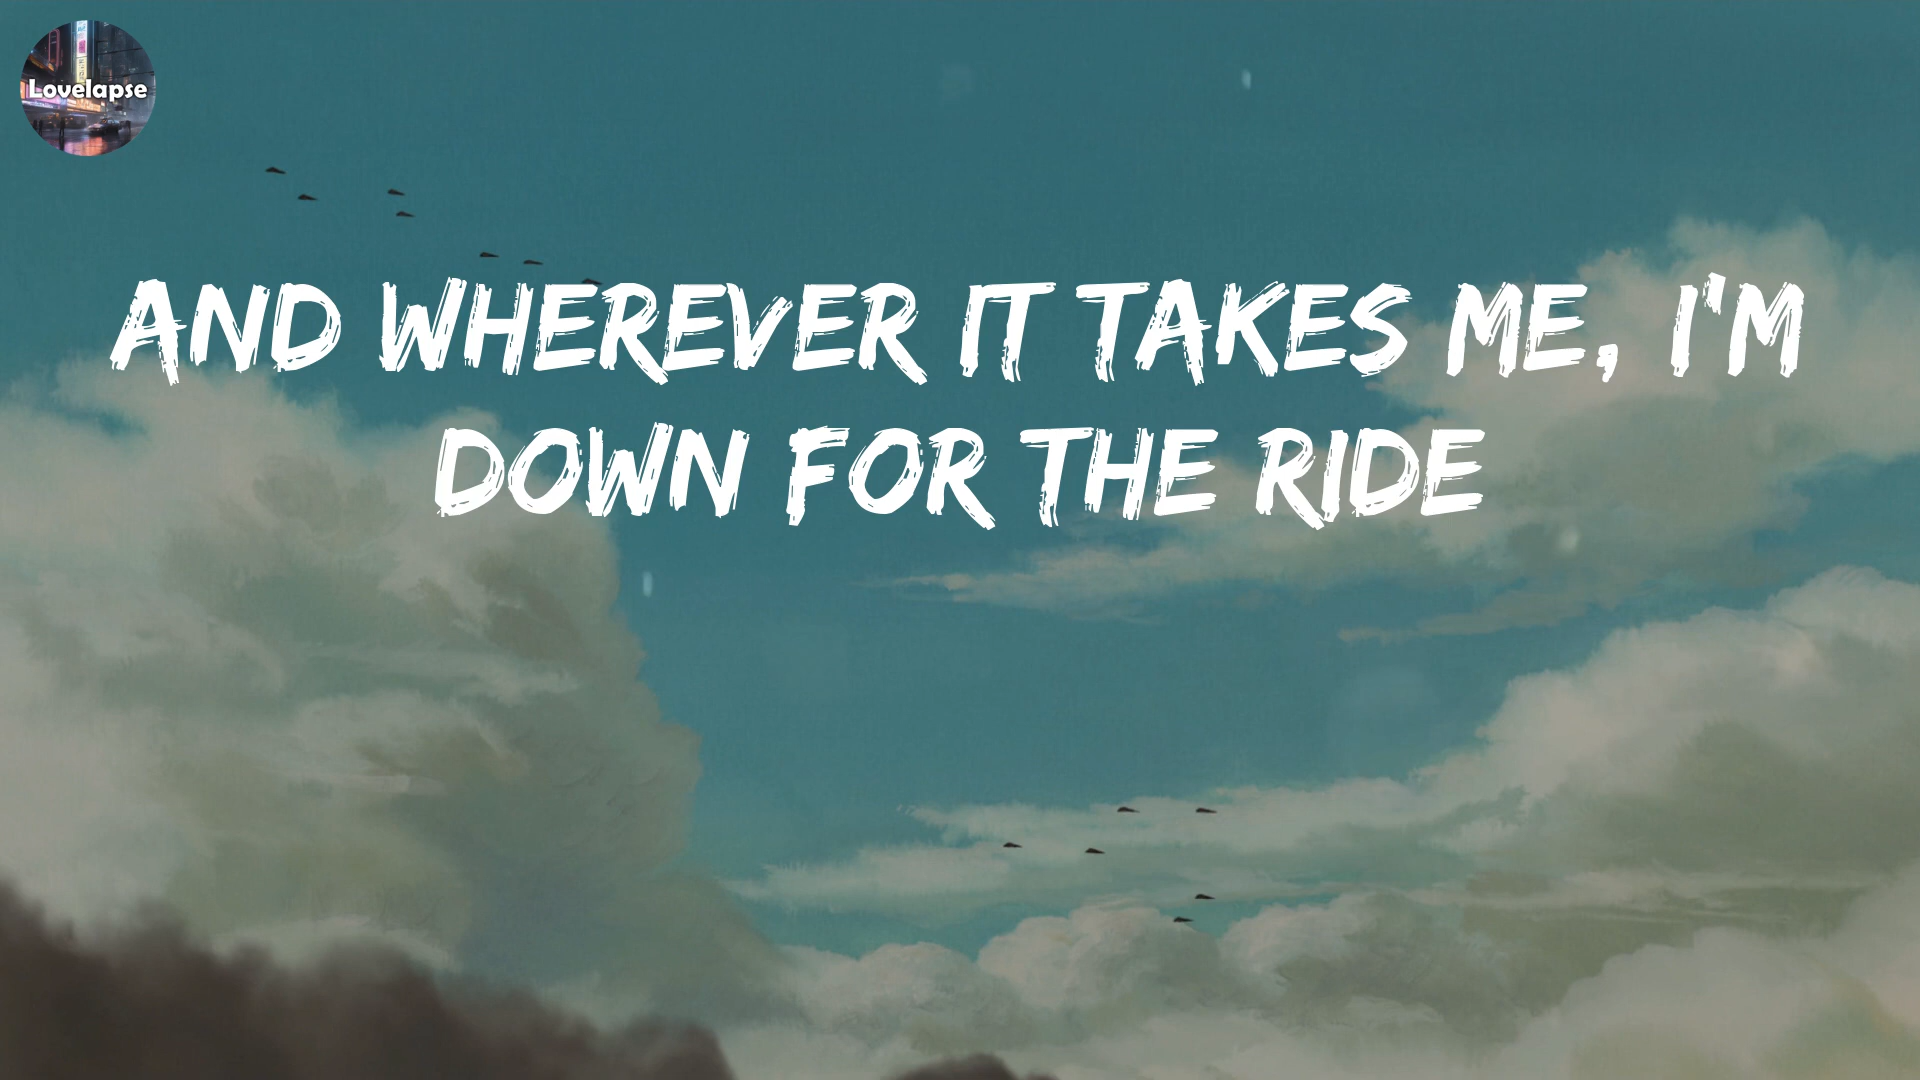 Lovelapse
AND WHEREVER IT TAKES ME, I'M
DOWN FOR THE RIDE